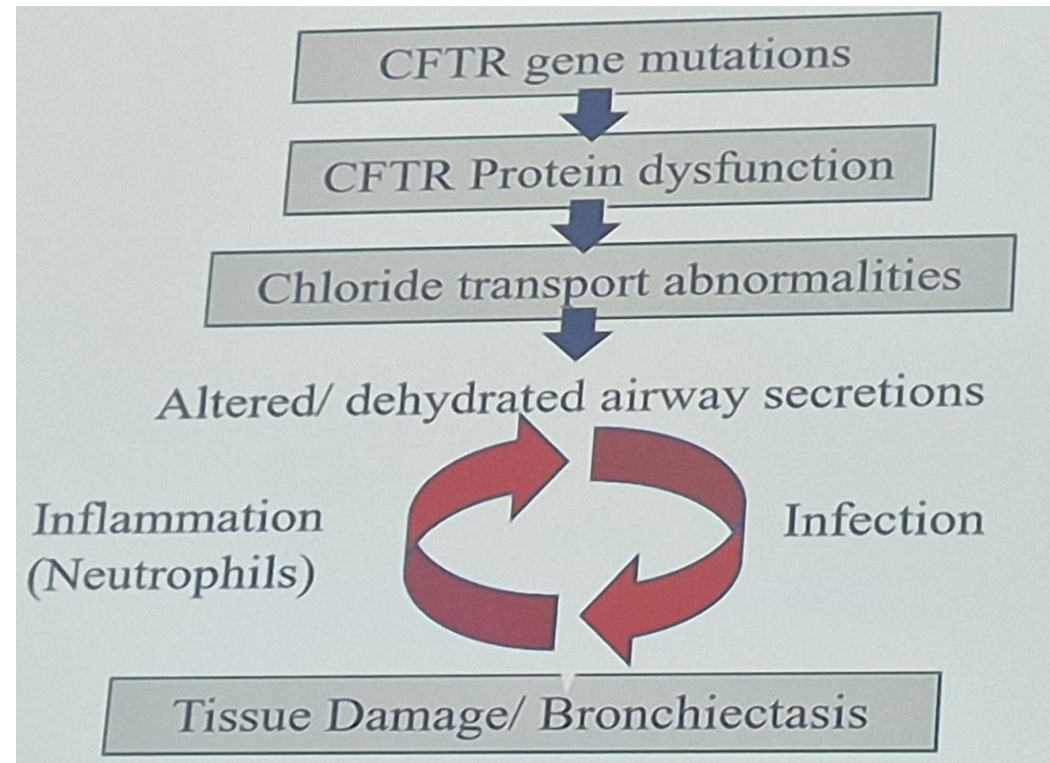 CFTR gene mutations
CFTR Protein dysfunction
Chloride transport abnormalities
Altered/ dehydrated airway secretions
Inflammation
(Neutrophils)
Infection
Tissue Damage/ Bronchiectasis